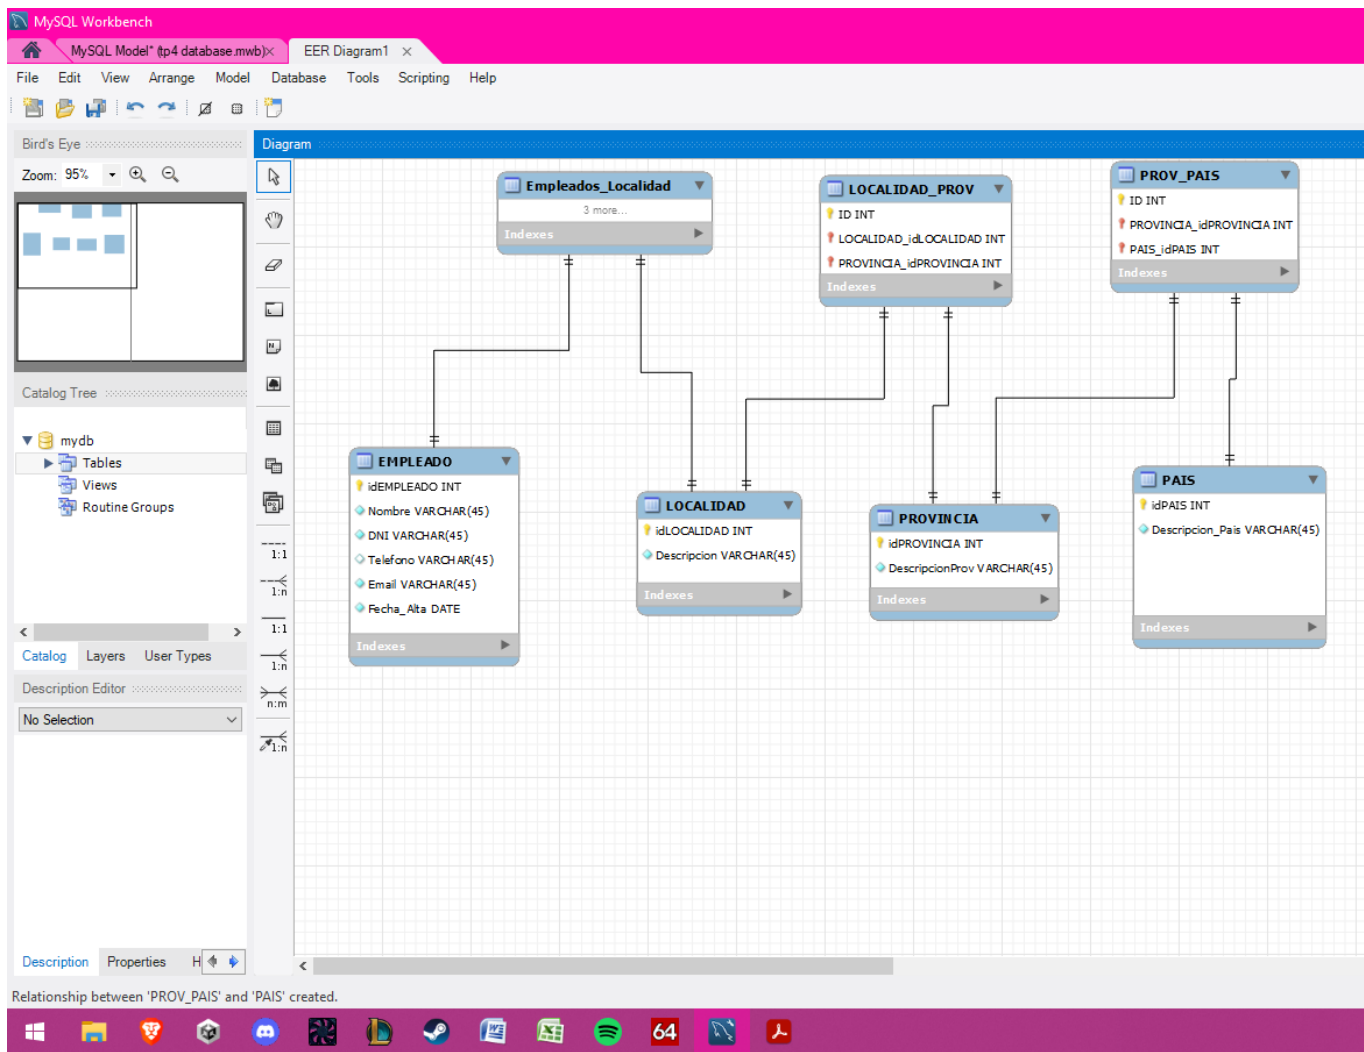 MySQL Workbench
MySQL Model* (tp4 database.mwb)×
EER Diagram1 ×
File Edit View Arrange Model Database Tools Scripting Help
Bird's Eye
Zoom: 95%
Catalog Tree
mydb
Tables
Views
Routine Groups
Catalog Layers User Types
Description Editor
No Selection
Description Properties H
Diagram
1:1
1:n
1:1
1:n
n:m
1:n
Empleados_Localidad
3 more...
Indexes
LOCALIDAD_PROV
ID INT
LOCALIDAD_idLOCALIDAD INT
PROVINCIA_idPROVINCIA INT
Indexes
PROV_PAIS
ID INT
PROVINCIA_idPROVINCIA INT
PAIS_idPAIS INT
Indexes
EMPLEADO
idEMPLEADO INT
Nombre VARCHAR(45)
DNI VARCHAR(45)
Telefono VARCHAR(45)
Email VARCHAR(45)
Fecha_Alta DATE
Indexes
LOCALIDAD
idLOCALIDAD INT
Descripcion VARCHAR(45)
Indexes
PROVINCIA
idPROVINCIA INT
DescripcionProv VARCHAR(45)
Indexes
PAIS
idPAIS INT
Descripcion_Pais VARCHAR(45)
Indexes
Relationship between 'PROV_PAIS' and 'PAIS' created.
64